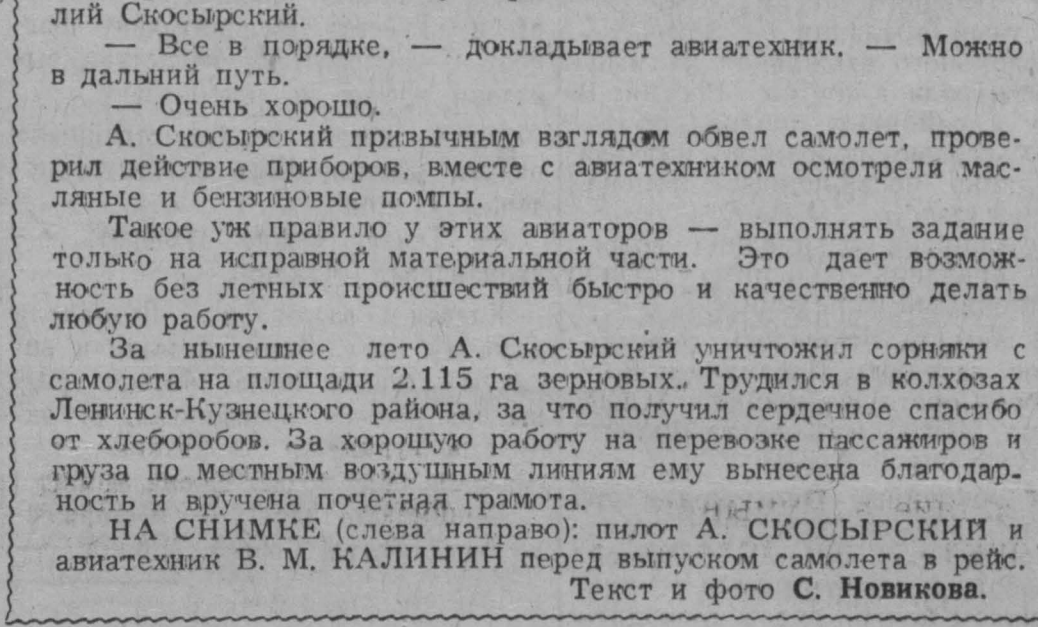 лий Скосырский.
— Все в порядке, — докладывает авиатехник. — Можно
в дальний путь.
— Очень хорошо.
А. Скосырский привычным взглядом обвел самолет, прове-
рил действие приборов, вместе с авиатехником осмотрели мас-
ляные и бензиновые помпы.
Такое уж правило у этих авиаторов — выполнять задание
только на исправной материальной части. Это дает возмож-
ность без летных происшествий быстро и качественно делать
любую работу.
За нынешнее лето А. Скосырский уничтожил сорняки с
самолета на площади 2.115 га зерновых. Трудился в колхозах
Ленинск-Кузнецкого района, за что получил сердечное спасибо
от хлеборобов. За хорошую работу на перевозке пассажиров и
груза по местным воздушным линиям ему вынесена благодар-
ность и вручена почетная грамота.
НА СНИМКЕ (слева направо): пилот А. СКОСЫРСКИЙ и
авиатехник В. М. КАЛИНИН перед выпуском самолета в рейс.
Текст и фото С. Новикова.